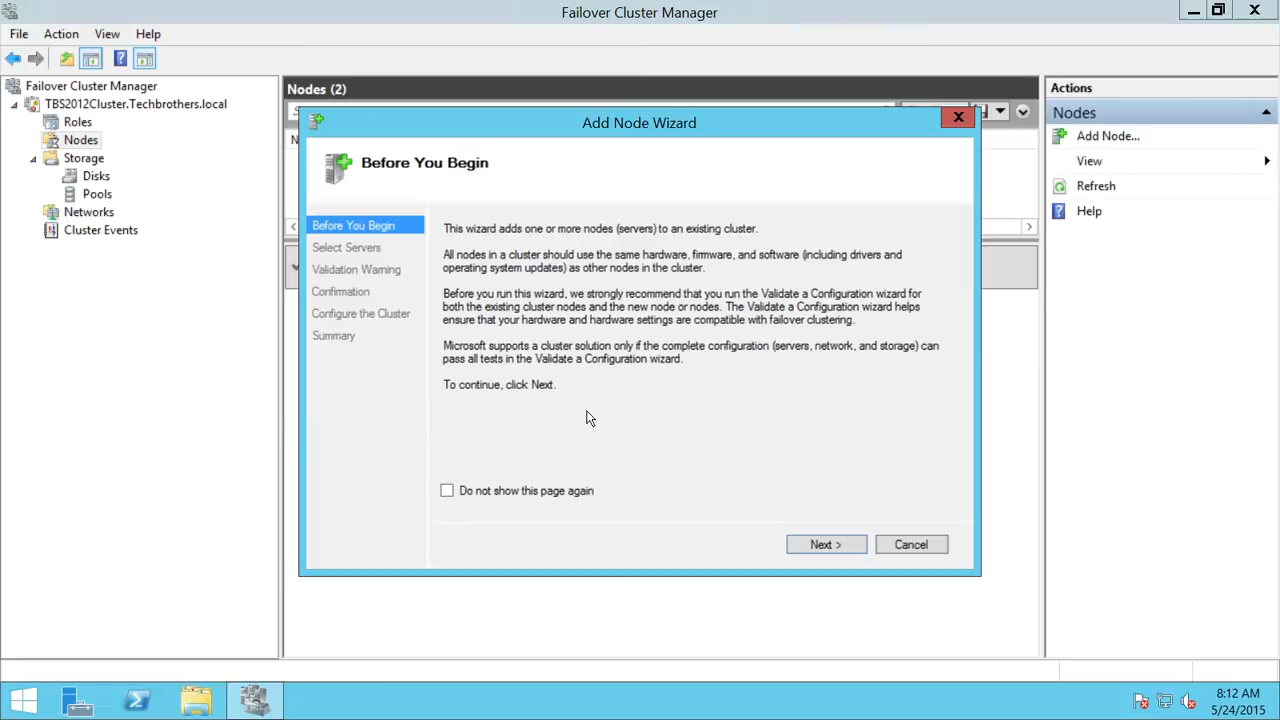 Failover Cluster Manager
File Action View Help
Failover Cluster Manager
TBS2012Cluster.Techbrothers.local
Roles
Nodes
Storage
Disks
Pools
Networks
Cluster Events
Nodes (2)
Add Node Wizard
Before You Begin
Before You Begin
Select Servers
Validation Warning
Confirmation
Configure the Cluster
Summary
This wizard adds one or more nodes (servers) to an existing cluster.
All nodes in a cluster should use the same hardware, firmware, and software (including drivers and
operating system updates) as other nodes in the cluster.
Before you run this wizard, we strongly recommend that you run the Validate a Configuration wizard for
both the existing cluster nodes and the new node or nodes. The Validate a Configuration wizard helps
ensure that your hardware and hardware settings are compatible with failover clustering.
Microsoft supports a cluster solution only if the complete configuration (servers, network, and storage) can
pass all tests in the Validate a Configuration wizard.
To continue, click Next.
Do not show this page again
Next >
Cancel
Actions
Nodes
Add Node...
View
Refresh
Help
8:12 AM
5/24/2015